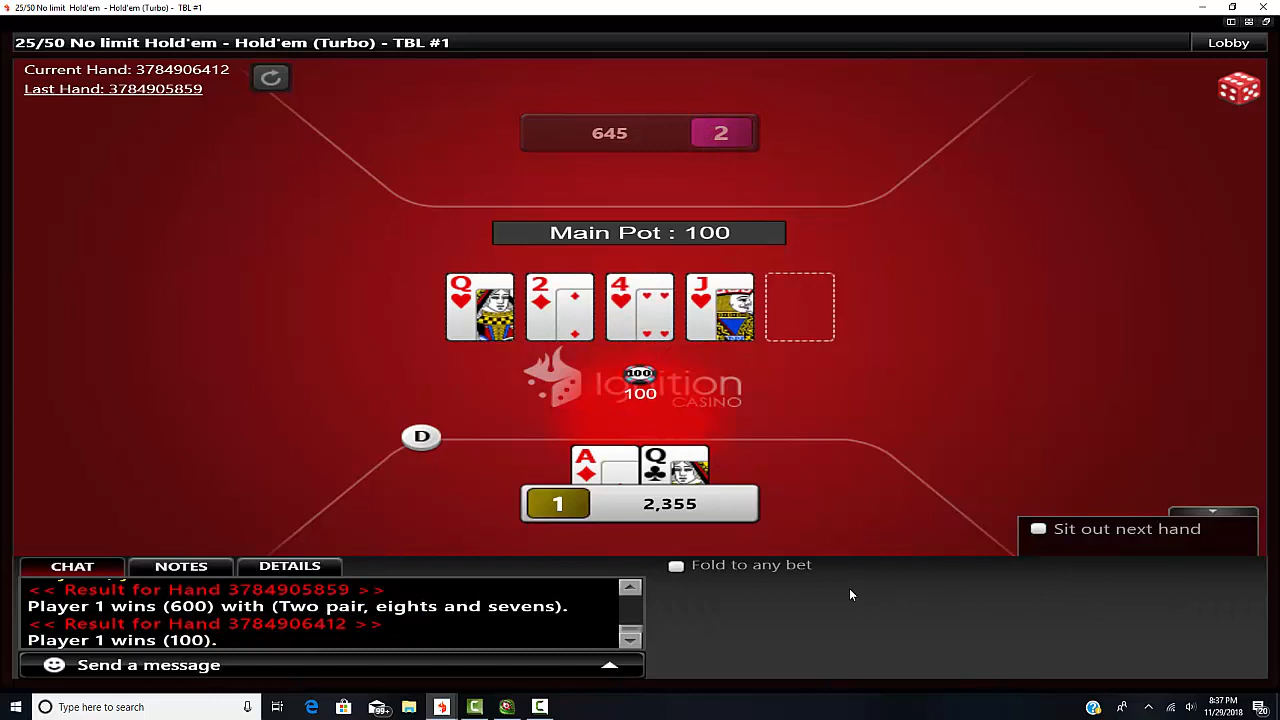 25/50 No limit Hold'em - Hold'em (Turbo) - TBL #1
25/50 No limit Hold'em - Hold'em (Turbo) - TBL #1
Lobby
Current Hand: 3784906412
Last Hand: 3784905859
645 2
Main Pot : 100
Q 2 4 J
100
Ignition
100
CASINO
D
A Q
1 2,355
Sit out next hand
CHAT NOTES DETAILS
Fold to any bet
<< Result for Hand 3784905859 >>
Player 1 wins (600) with (Two pair, eights and sevens).
<< Result for Hand 3784906412 >>
Player 1 wins (100).
Send a message
Type here to search
99+
8:37 PM
11/29/2018
20